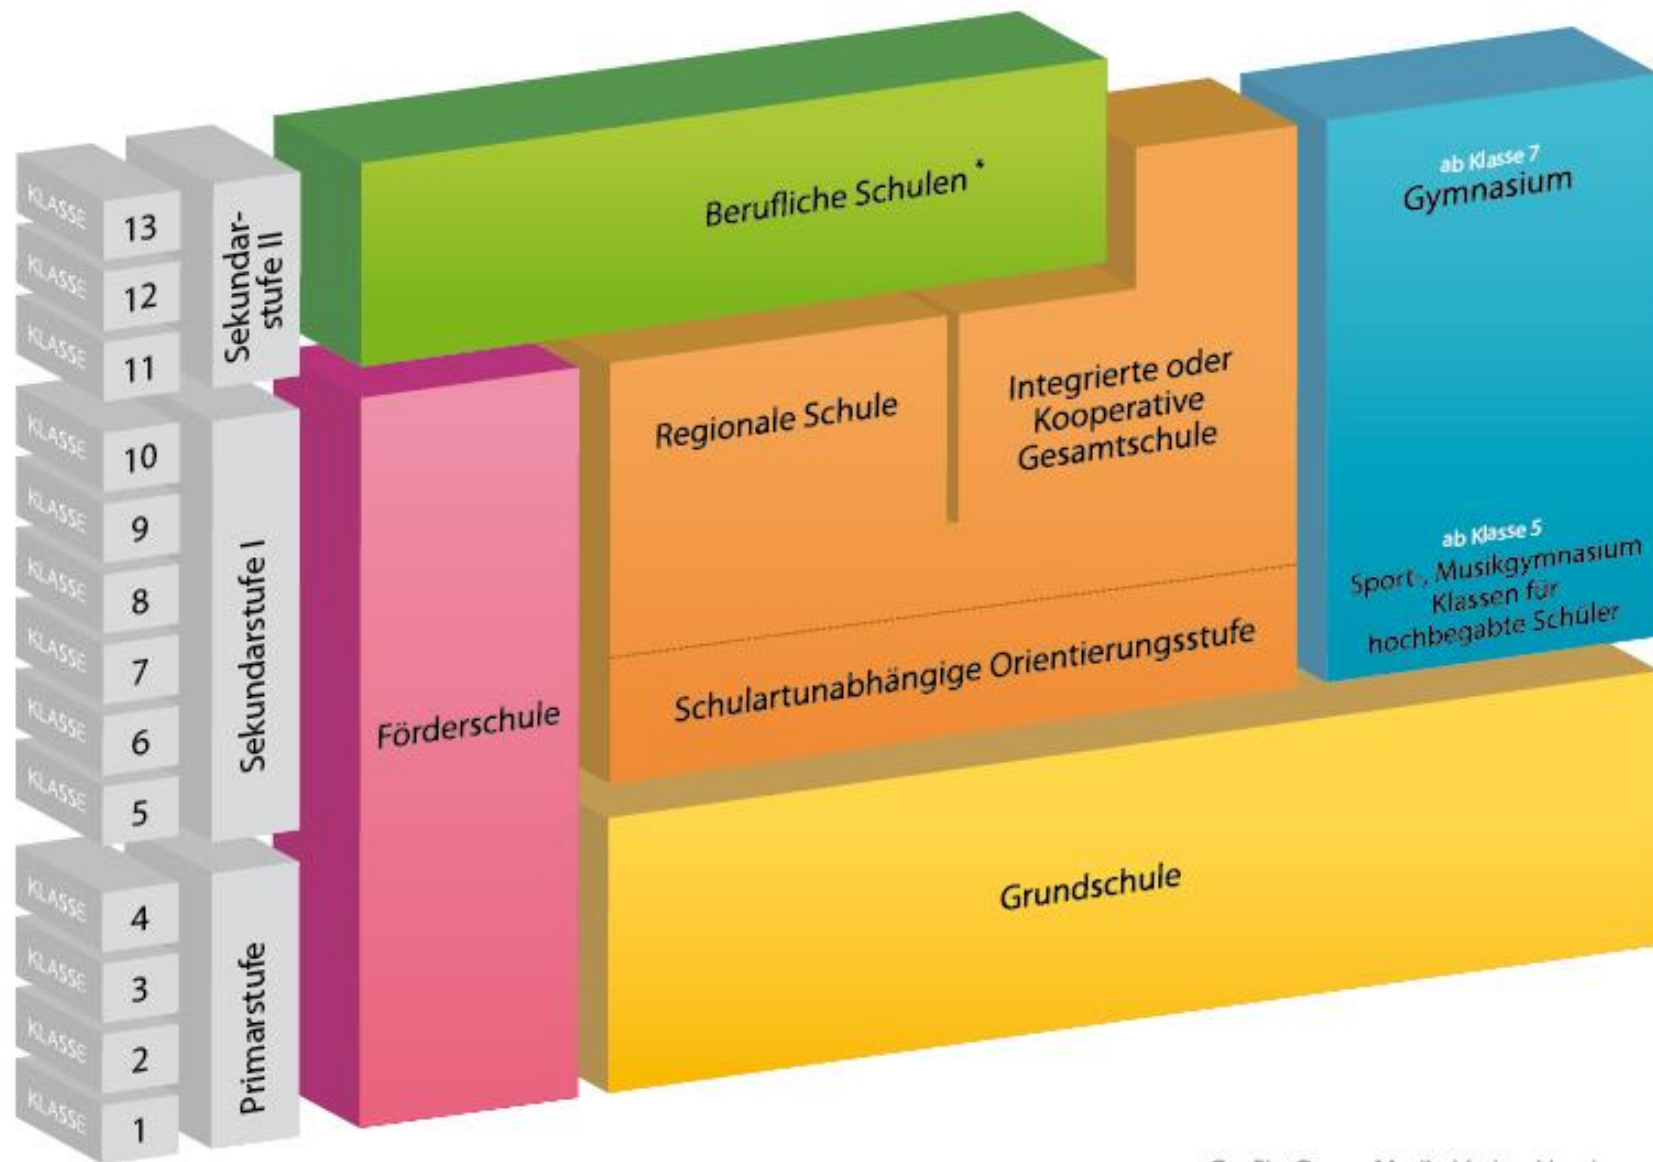 KLASSE 13
KLASSE 12
KLASSE 11
Sekundar-
stufe II
KLASSE 10
KLASSE 9
KLASSE 8
KLASSE 7
KLASSE 6
KLASSE 5
Sekundarstufe I
KLASSE 4
KLASSE 3
KLASSE 2
KLASSE 1
Primarstufe
Berufliche Schulen *
Förderschule
Regionale Schule
Integrierte oder
Kooperative
Gesamtschule
Schulartunabhängige Orientierungsstufe
ab Klasse 7
Gymnasium
ab Klasse 5
Sport-, Musikgymnasium
Klassen für
hochbegabte Schüler
Grundschule